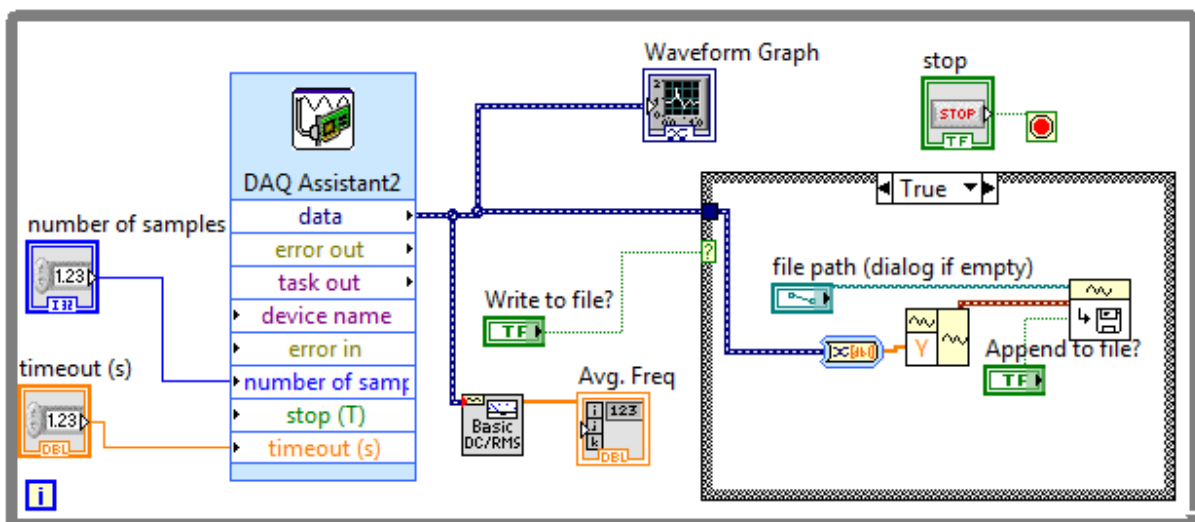 Waveform Graph
stop
STOP
TF
DAQ Assistant2
True
data
number of samples
error out
1.23
I32
task out
?
file path (dialog if empty)
device name
Write to file?
TF
error in
Y
Append to file?
timeout (s)
number of samp
Avg. Freq
TF
1.23
DBL
stop (T)
i 123
j
k
DBL
Basic
DC/RMS
timeout (s)
i